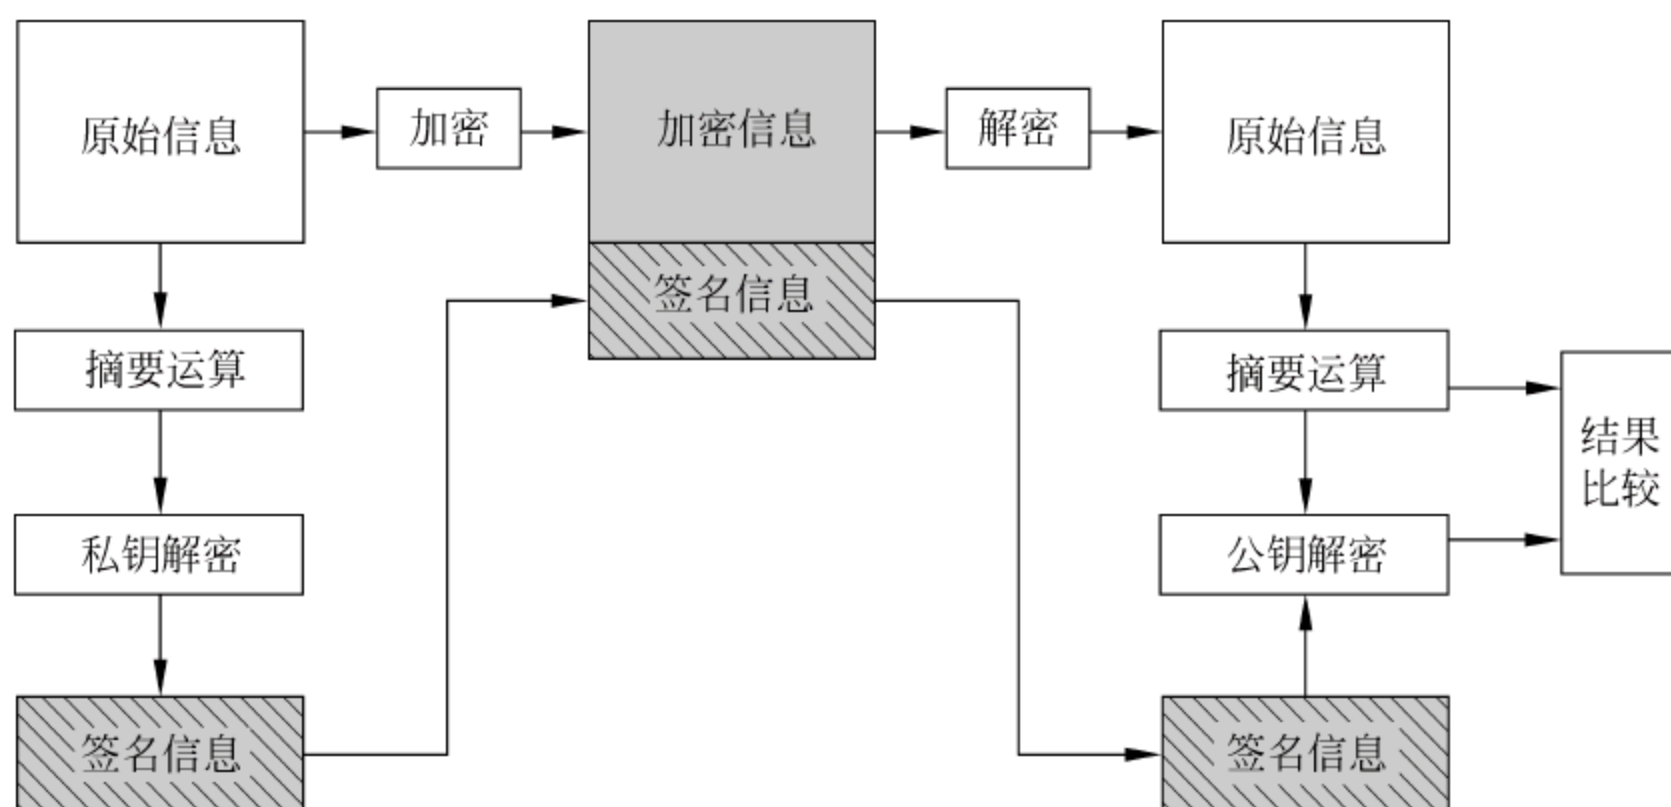 原始信息
加密
加密信息
解密
原始信息
签名信息
摘要运算
摘要运算
结果
比较
私钥解密
公钥解密
签名信息
签名信息